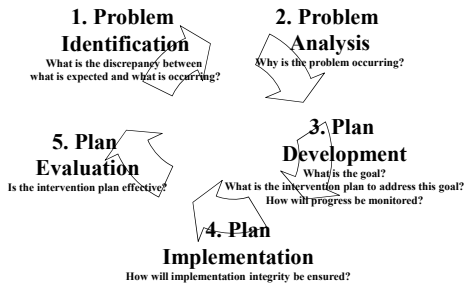 1. Problem
Identification
What is the discrepancy between
what is expected and what is occurring?
2. Problem
Analysis
Why is the problem occurring?
3. Plan
Development
What is the goal?
What is the intervention plan to address this goal?
How will progress be monitored?
4. Plan
Implementation
How will implementation integrity be ensured?
5. Plan
Evaluation
Is the intervention plan effective?